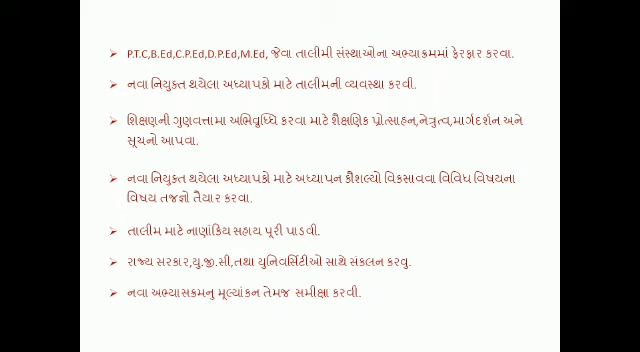 P.T.C,B.Ed,C.P.Ed,D.P.Ed,M.Ed, જેવા તાલીમી સંસ્થાઓના અભ્યાક્રમમાં ફેરફાર કરવા.
નવા નિયુક્ત થયેલા અધ્યાપકો માટે તાલીમની વ્યવસ્થા કરવી.
શિક્ષણની ગુણવત્તામા અભિવ્રુધ્ધિ કરવા માટે શૈક્ષણિક પ્રોત્સાહન,નેત્રુત્વ,માર્ગદર્શન અને
સૂચનો આપવા.
નવા નિયુક્ત થયેલા અધ્યાપકો માટે અધ્યાપન કૌશલ્યો વિકસાવવા વિવિધ વિષયના
વિષય તજજ્ઞો તૈયાર કરવા.
તાલીમ માટે નાણાંકિય સહાય પૂરી પાડવી.
રાજ્ય સરકાર,યુ.જી.સી,તથા યુનિવર્સિટીઓ સાથે સંકલન કરવુ.
નવા અભ્યાસક્રમનુ મૂલ્યાંકન તેમજ સમીક્ષા કરવી.